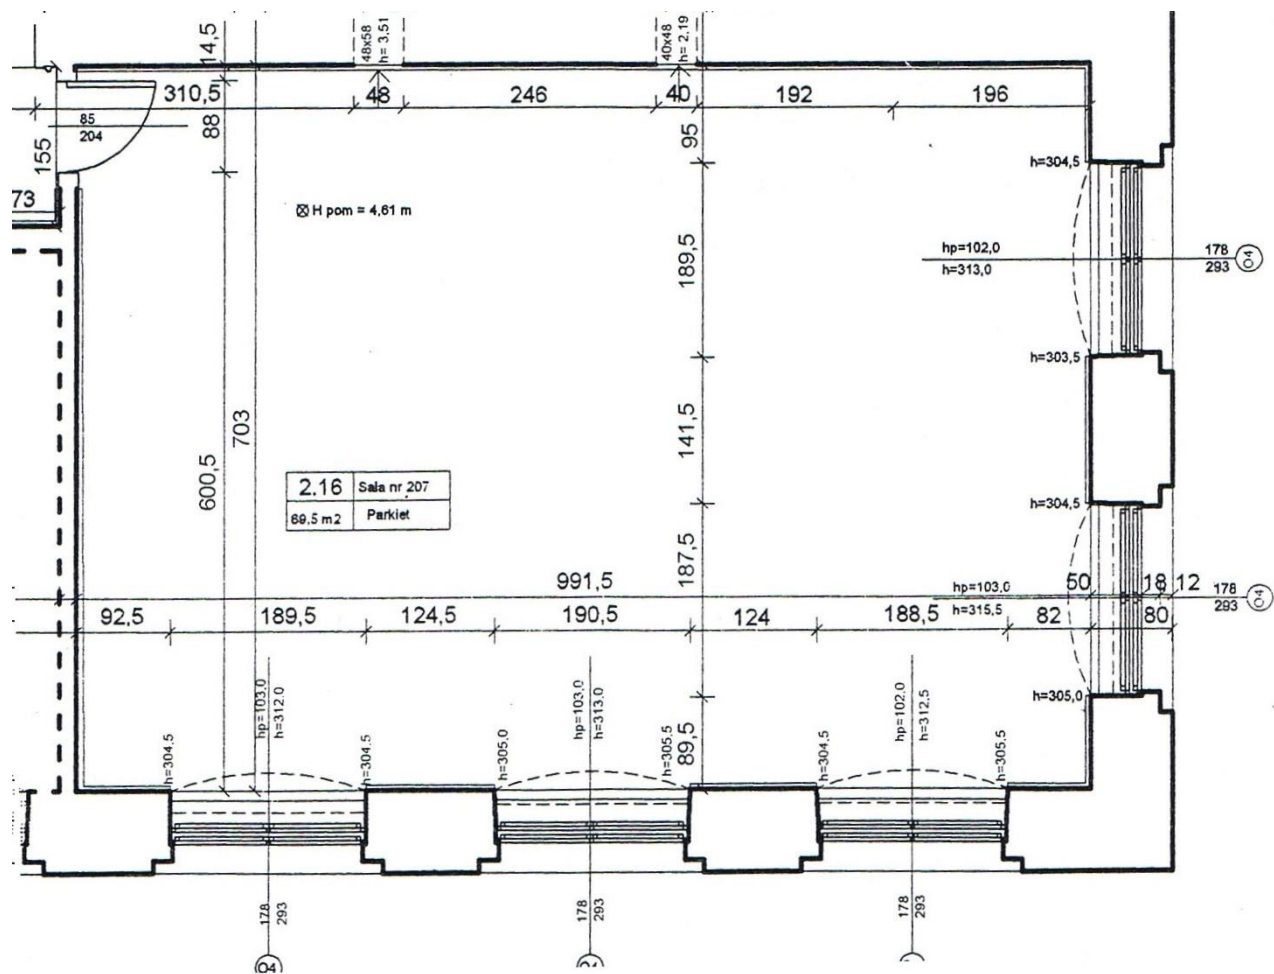 14,5
48x58
h= 3,51
40x48
h= 2,19
310,5
48
246
40
192
196
85
204
88
155
95
73
H pom = 4,61 m
h=304,5
189,5
hp=102,0
h=313,0
178
293
O4
h=303,5
703
141,5
600,5
2.16
Sala nr 207
69,5 m2
Parkiet
h=304,5
187,5
991,5
hp=103,0
h=315,5
50
18
12
178
293
O4
92,5
189,5
124,5
190,5
124
188,5
82
80
h=305,0
hp=103,0
h=312,0
hp=103,0
h=313,0
hp=102,0
h=312,5
89,5
h=304,5
h=304,5
h=305,0
h=305,5
h=304,5
h=305,5
178
293
178
293
178
293
O4